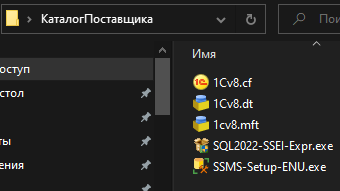 КаталогПоставщика
Поиск
Имя
оступ
1Cv8.cf
стол
1Cv8.dt
1cv8.mft
ты
SQL2022-SSEI-Expr.exe
ения
SSMS-Setup-ENU.exe